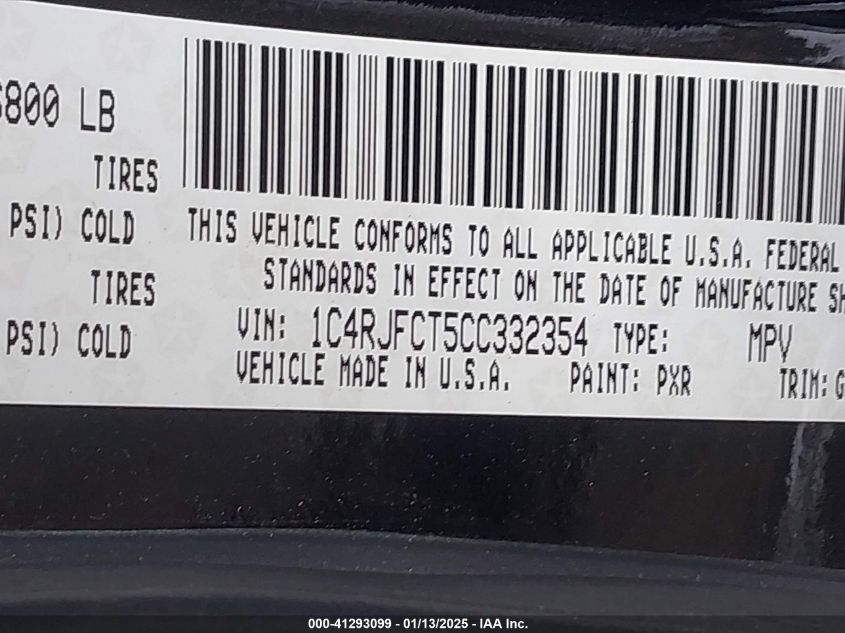 6800 LB
TIRES
PSI) COLD
TIRES
PSI) COLD
THIS VEHICLE CONFORMS TO ALL APPLICABLE U.S.A. FEDERAL
STANDARDS IN EFFECT ON THE DATE OF MANUFACTURE SH
VIN: 1C4RJFCT5CC332354 TYPE: MPV
VEHICLE MADE IN U.S.A. PAINT: PXR TRIM: G
000-41293099 - 01/13/2025 - IAA Inc.